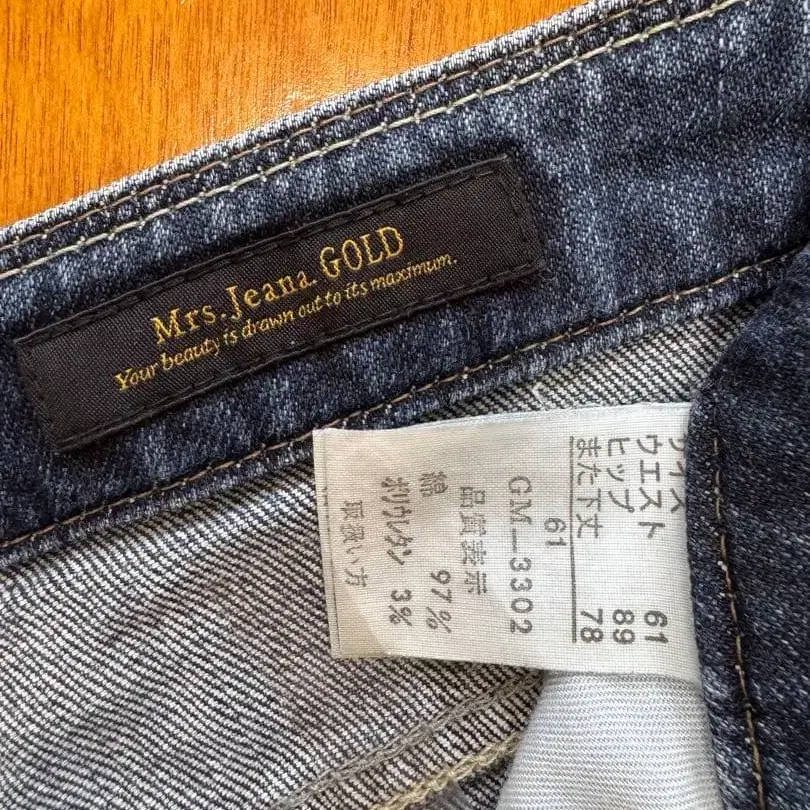 Mrs. Jeana. GOLD
Your beauty is drawn out to its maximum.
サイズ
ウエスト 61
ヒップ 89
また下丈 78
61
GM-3302
品質表示
綿 97%
ポリウレタン 3%
取扱い方